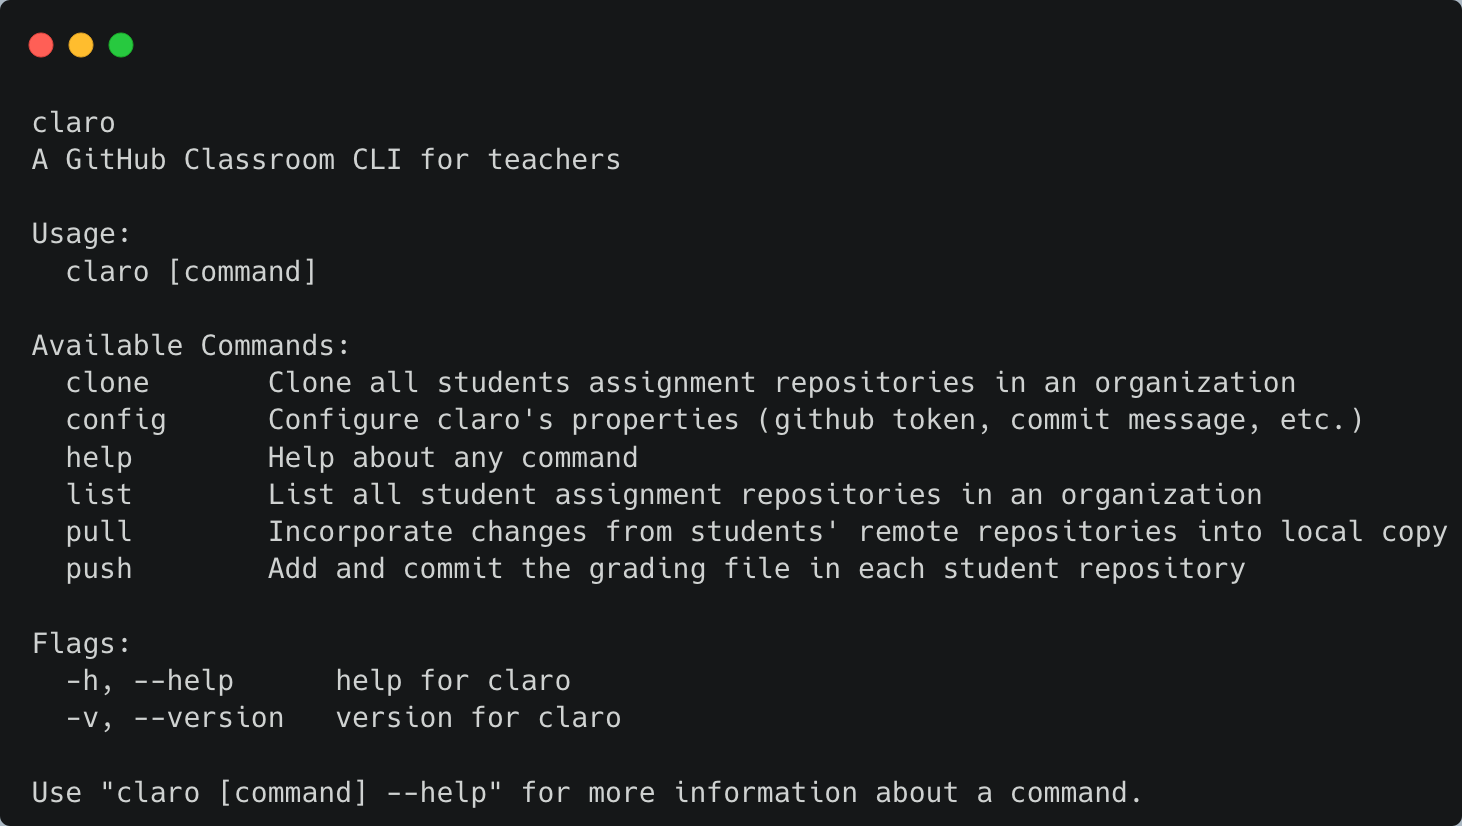 claro
A GitHub Classroom CLI for teachers
Usage:
claro [command]
Available Commands:
clone Clone all students assignment repositories in an organization
config Configure claro's properties (github token, commit message, etc.)
help Help about any command
list List all student assignment repositories in an organization
pull Incorporate changes from students' remote repositories into local copy
push Add and commit the grading file in each student repository
Flags:
-h, --help help for claro
-v, --version version for claro
Use "claro [command] --help" for more information about a command.